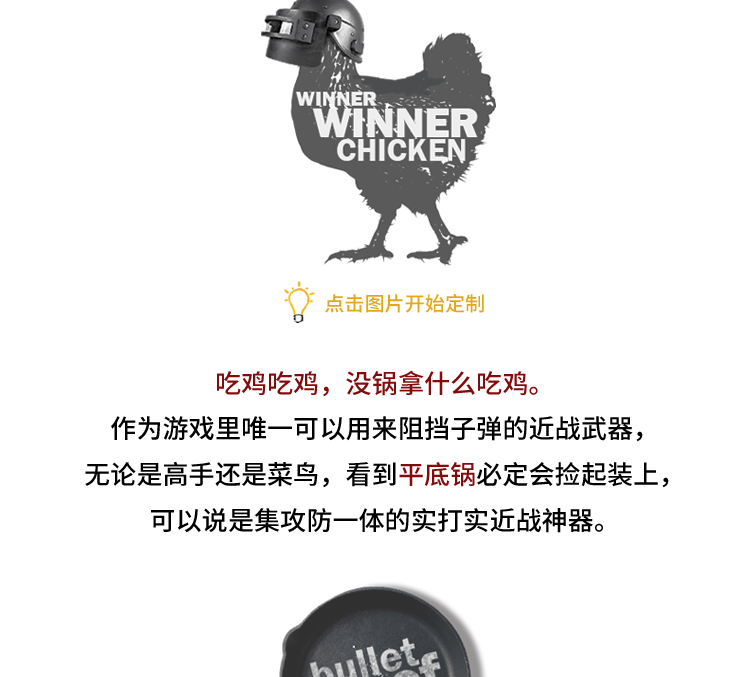 WINNER
WINNER
CHICKEN
点击图片开始定制
吃鸡吃鸡，没锅拿什么吃鸡。
作为游戏里唯一可以用来阻挡子弹的近战武器，
无论是高手还是菜鸟，看到平底锅必定会捡起装上，
可以说是集攻防一体的实打实近战神器。
bullet